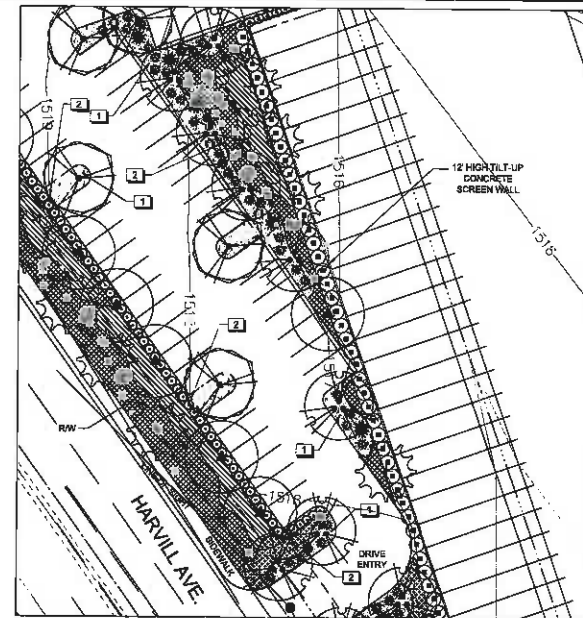 1519
2
1
2
1516
12' HIGH TILT-UP
CONCRETE
SCREEN WALL
1
1516
2
R/W
1
1516
HARVILL AVE.
SIDEWALK
DRIVE
ENTRY
2